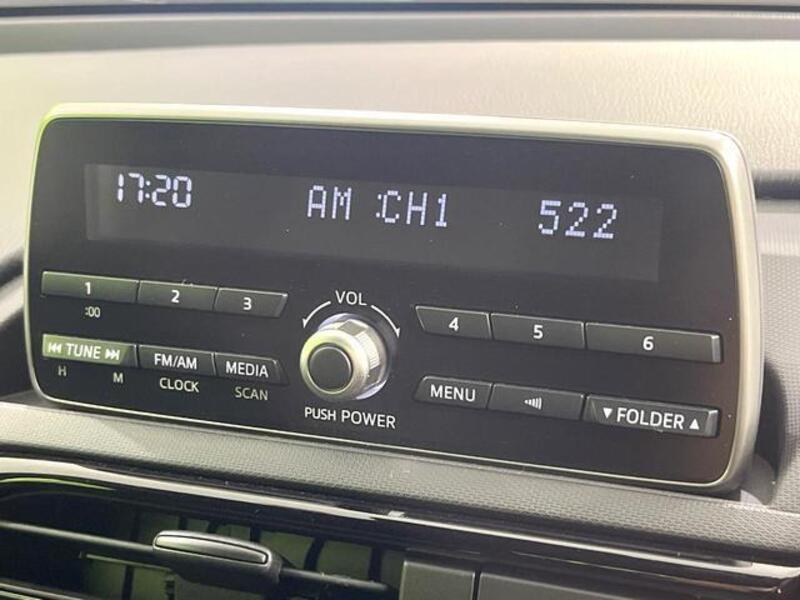 17:20 AM :CH1 522
VOL
1 2 3 4 5 6
:00
⏮ TUNE ⏭ FM/AM MEDIA MENU ▼ FOLDER ▲
H M CLOCK SCAN
PUSH POWER